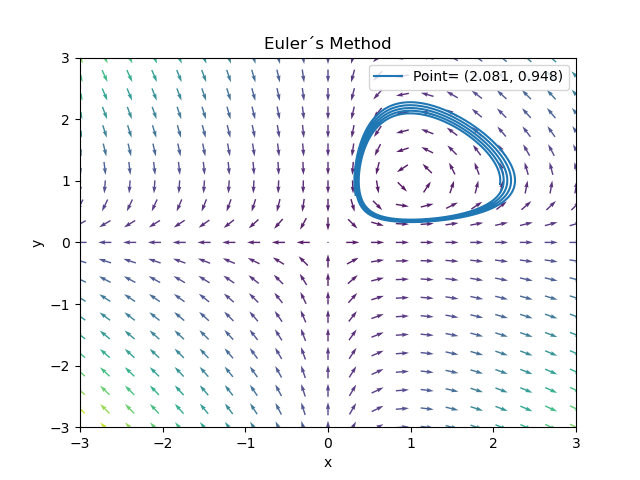 Euler´s Method
Point= (2.081, 0.948)
3
2
1
0
−1
−2
−3
y
−3 −2 −1 0 1 2 3
x